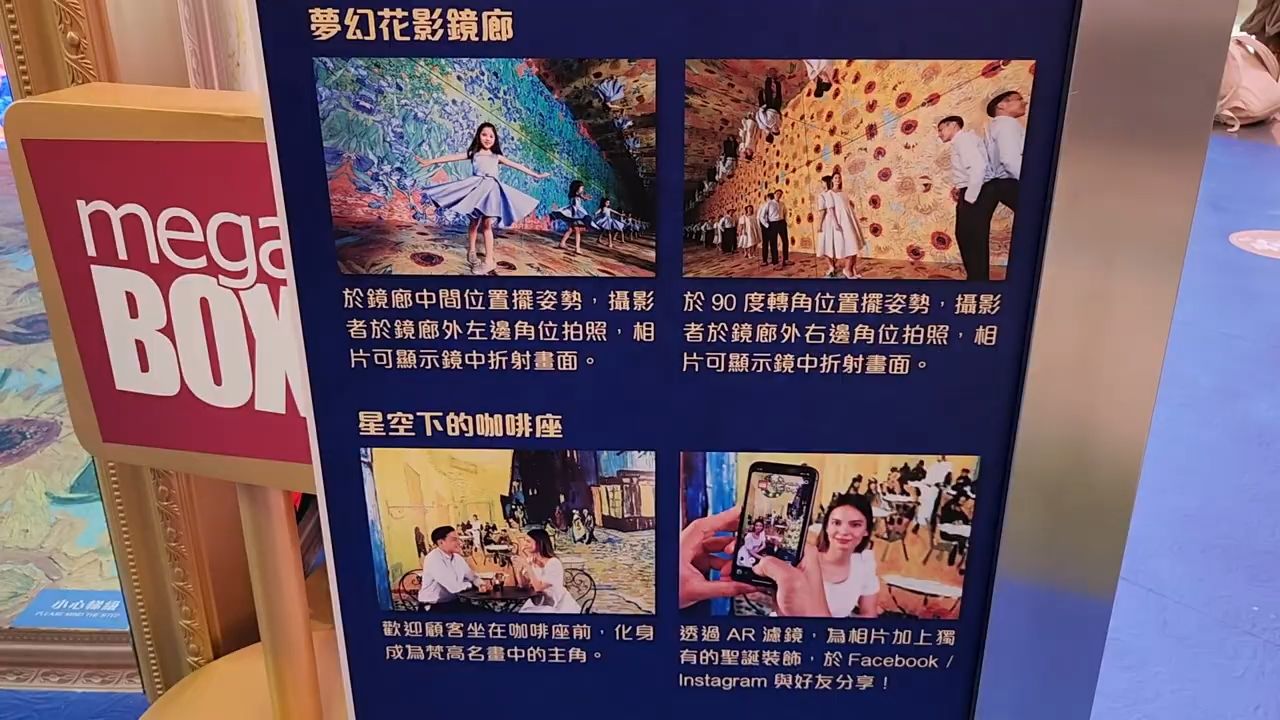 夢幻花影鏡廊
於鏡廊中間位置擺姿勢，攝影
者於鏡廊外左邊角位拍照，相
片可顯示鏡中折射畫面。
於 90 度轉角位置擺姿勢，攝影
者於鏡廊外右邊角位拍照，相
片可顯示鏡中折射畫面。
星空下的咖啡座
歡迎顧客坐在咖啡座前，化身
成為梵高名畫中的主角。
透過 AR 濾鏡，為相片加上獨
有的聖誕裝飾，於 Facebook /
Instagram 與好友分享！
mega
BOX
小心梯級
PLEASE MIND THE STEP